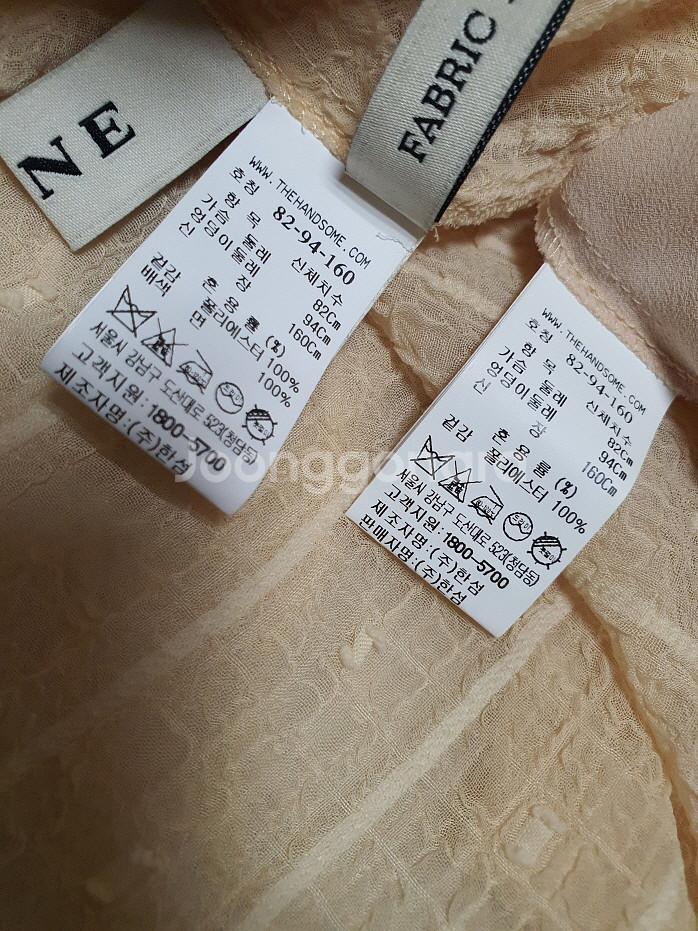 NE
FABRIC
WWW.THEHANDSOME.COM
호칭 82-94-160
항 목 신체치수
가슴 둘레 82Cm
엉덩이둘레 94Cm
신 장 160Cm
혼 용 률 (%)
겉감 폴리에스터 100%
배색 면 100%
서울시 강남구 도산대로 523(청담동)
고객지원:1800-5700
제조자명:(주)한섬
WWW.THEHANDSOME.COM
호칭 82-94-160
항 목 신체치수
가슴 둘레 82Cm
엉덩이둘레 94Cm
신 장 160Cm
혼 용 률 (%)
겉감 폴리에스터 100%
서울시 강남구 도산대로 523(청담동)
고객지원:1800-5700
제조자명:(주)한섬
판매자명:(주)한섬
Joonggonara